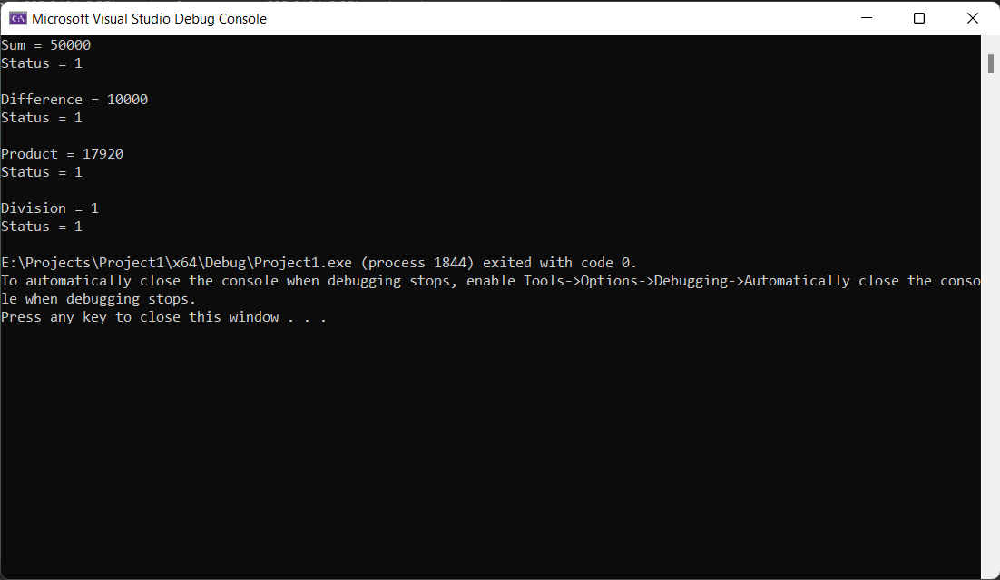 Microsoft Visual Studio Debug Console
Sum = 50000
Status = 1
Difference = 10000
Status = 1
Product = 17920
Status = 1
Division = 1
Status = 1
E:\Projects\Project1\x64\Debug\Project1.exe (process 1844) exited with code 0.
To automatically close the console when debugging stops, enable Tools->Options->Debugging->Automatically close the conso
le when debugging stops.
Press any key to close this window . . .